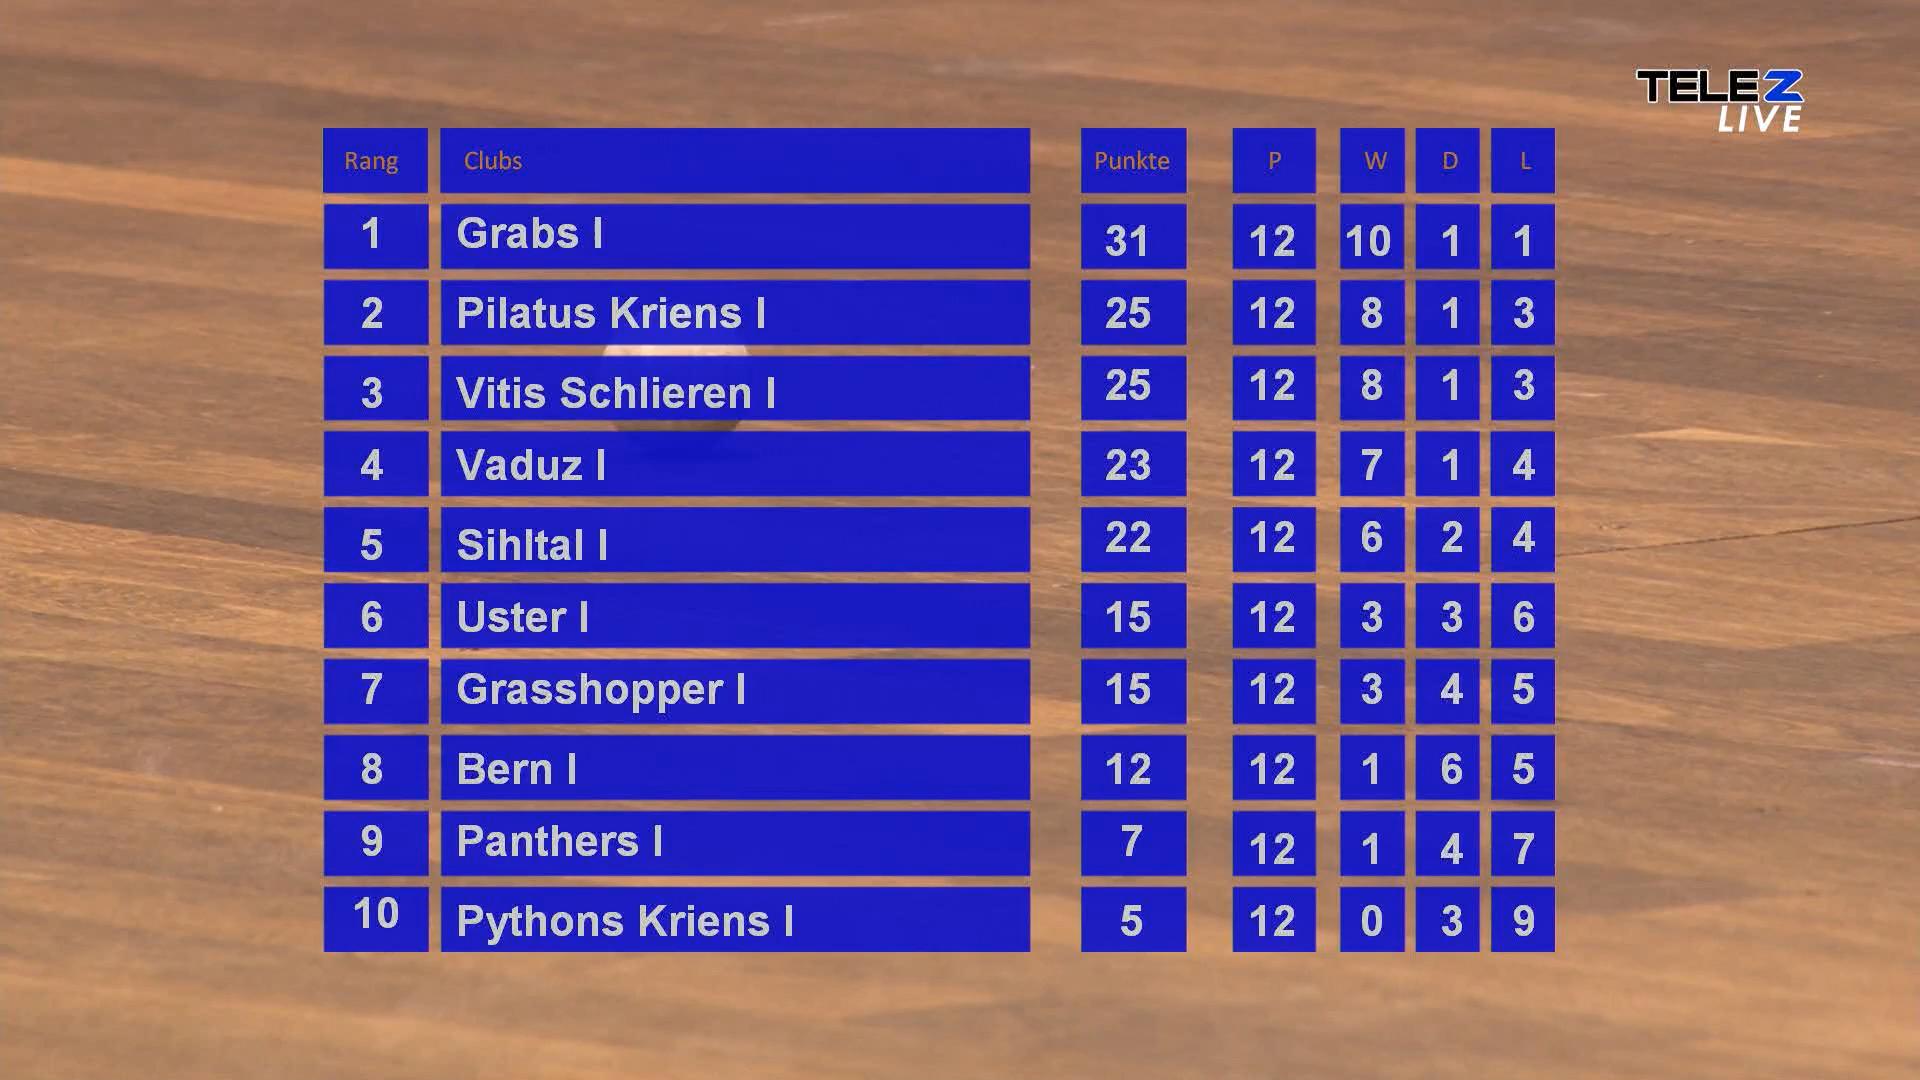 TELE Z
LIVE
Rang Clubs Punkte P W D L
1 Grabs I 31 12 10 1 1
2 Pilatus Kriens I 25 12 8 1 3
3 Vitis Schlieren I 25 12 8 1 3
4 Vaduz I 23 12 7 1 4
5 Sihltal I 22 12 6 2 4
6 Uster I 15 12 3 3 6
7 Grasshopper I 15 12 3 4 5
8 Bern I 12 12 1 6 5
9 Panthers I 7 12 1 4 7
10 Pythons Kriens I 5 12 0 3 9